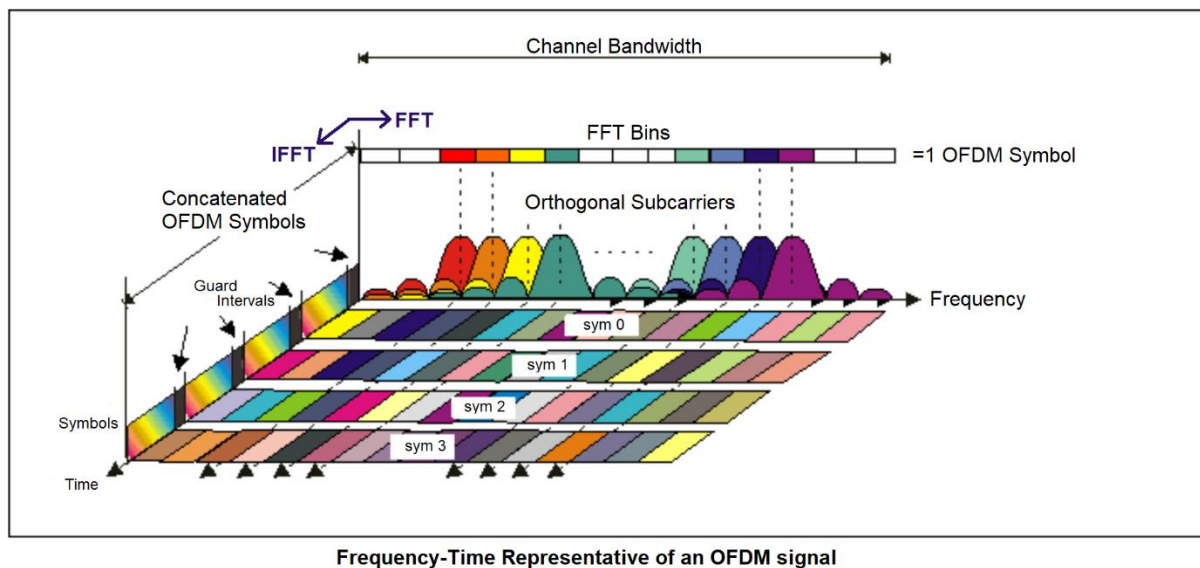 Channel Bandwidth
FFT
IFFT
FFT Bins
=1 OFDM Symbol
Concatenated
OFDM Symbols
Orthogonal Subcarriers
Guard
Intervals
Frequency
sym 0
sym 1
sym 2
Symbols
sym 3
Time
Frequency-Time Representative of an OFDM signal